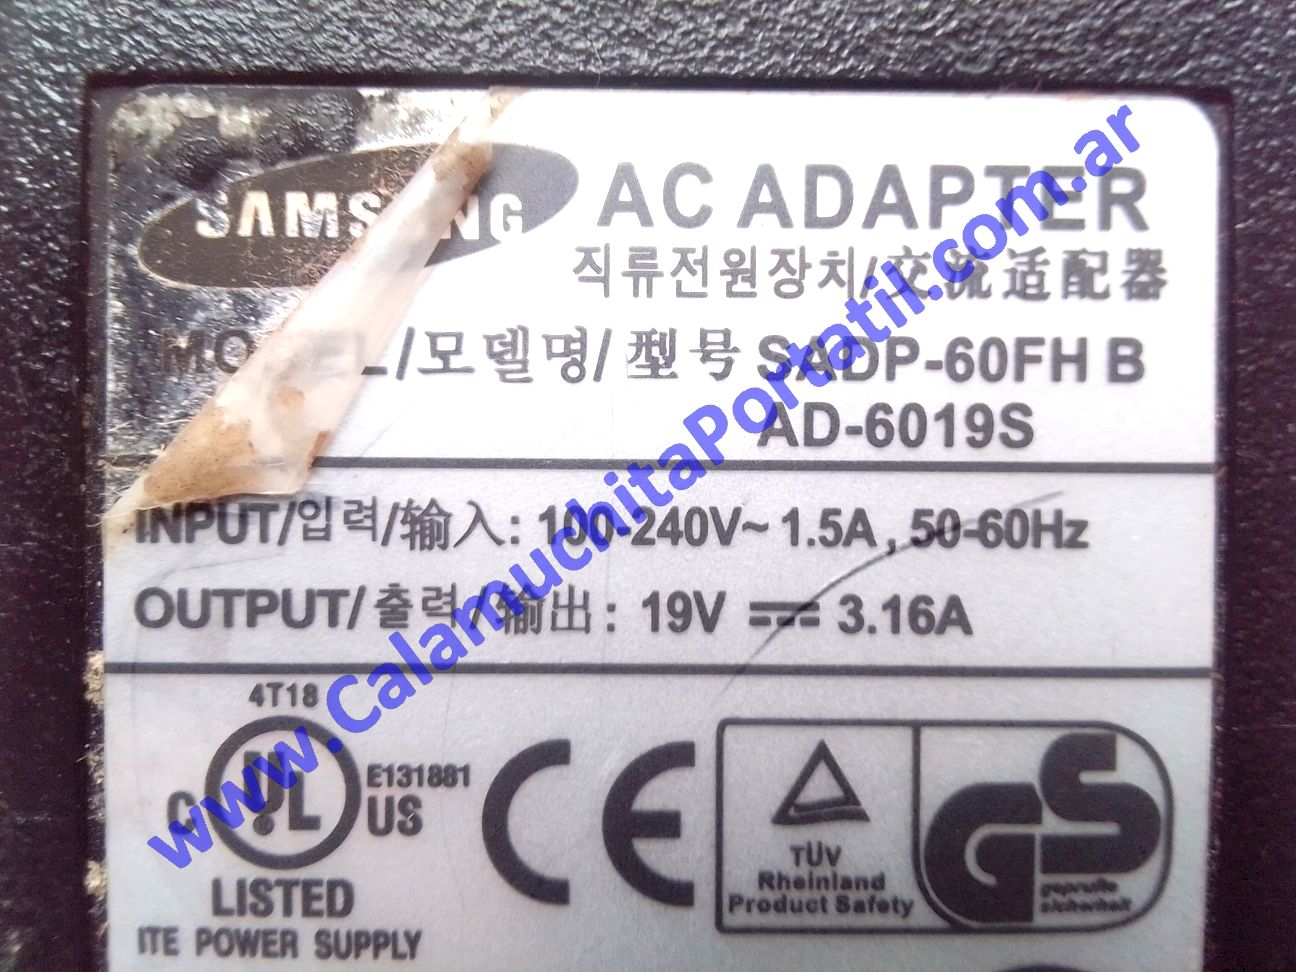 SAMSUNG
AC ADAPTER
직류전원장치/交流适配器
MODEL/모델명/型号 SADP-60FH B
AD-6019S
INPUT/입력/输入: 100-240V~ 1.5A, 50-60Hz
OUTPUT/출력/输出: 19V ⎓ 3.16A
4T18
C UL US
E131881
LISTED
ITE POWER SUPPLY
CE
TÜV
Rheinland
Product Safety
GS
geprüfte
sicherheit
www.CalamuchitaPortatil.com.ar